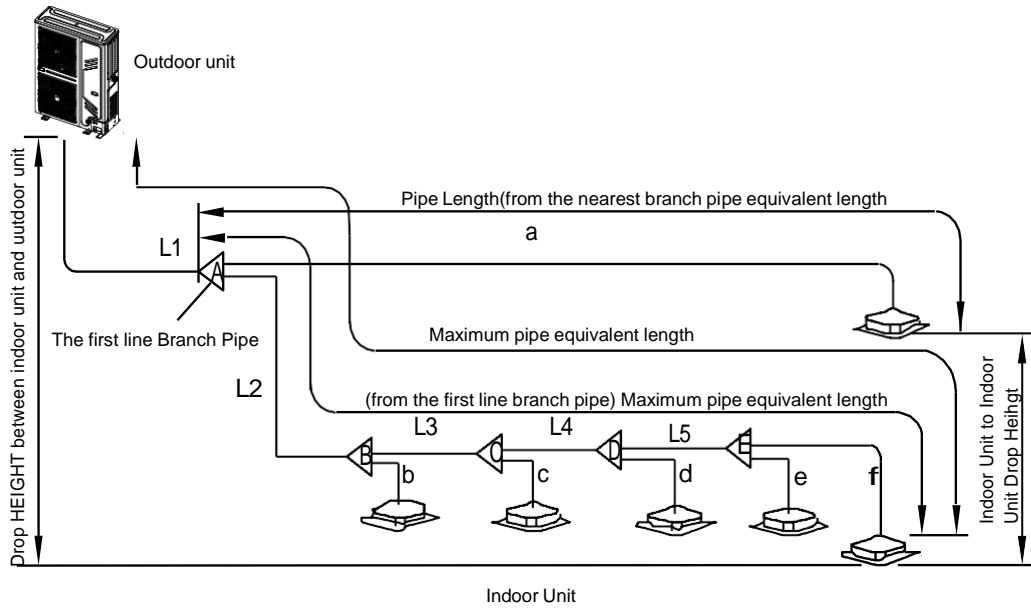 Outdoor unit
Pipe Length(from the nearest branch pipe equivalent length
a
L1
A
The first line Branch Pipe
Maximum pipe equivalent length
L2
(from the first line branch pipe) Maximum pipe equivalent length
L3
L4
L5
B
C
D
E
b
c
d
e
f
Drop HEIGHT between indoor unit and uutdoor unit
Indoor Unit to Indoor
Unit Drop Heihgt
Indoor Unit